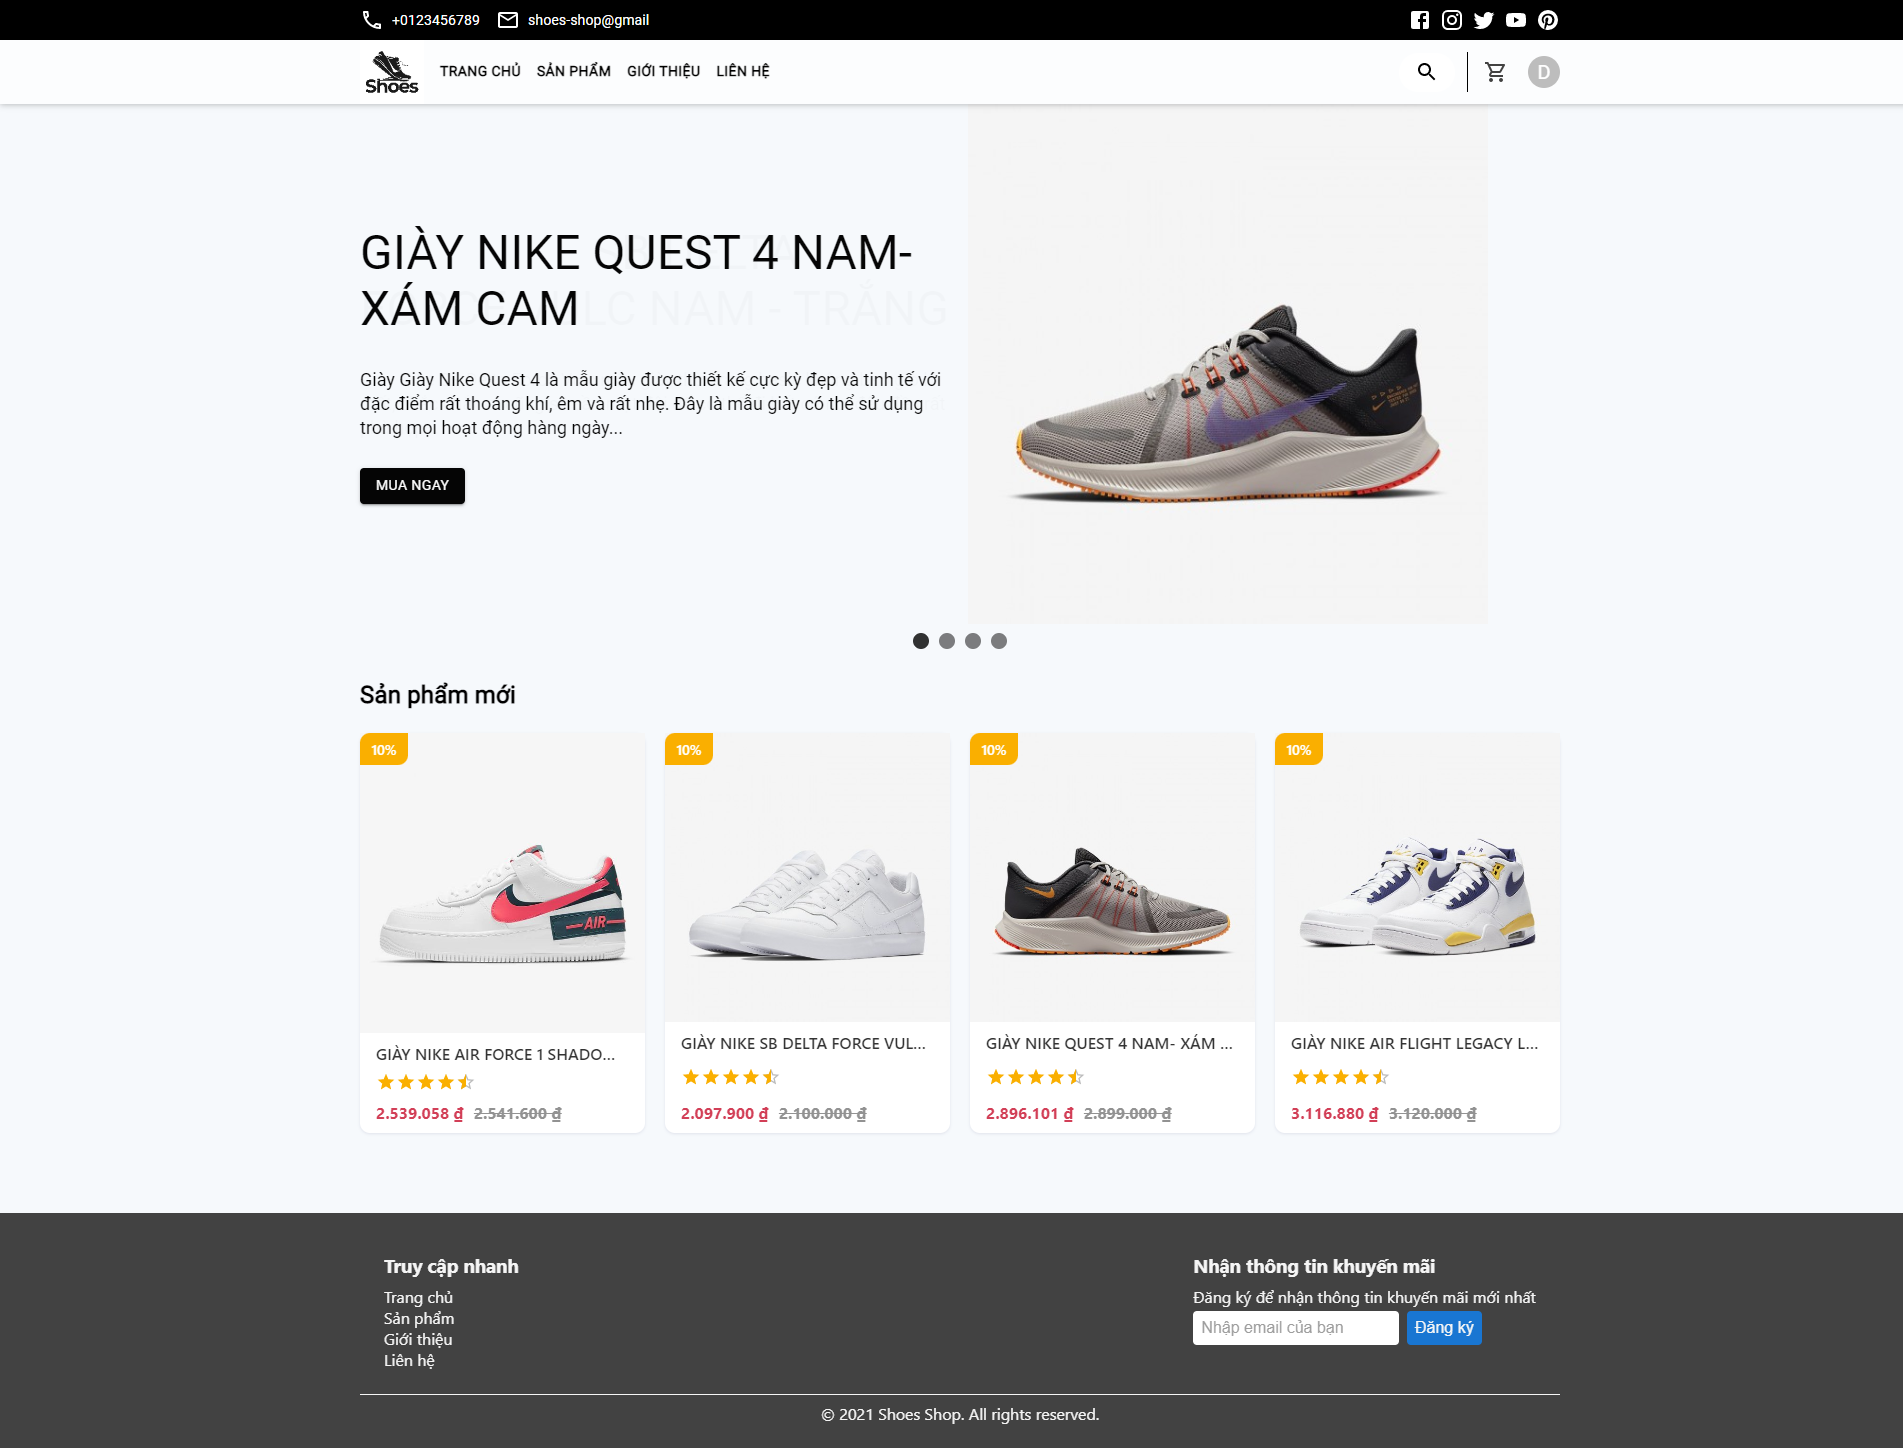 +0123456789 shoes-shop@gmail
Shoes TRANG CHỦ SẢN PHẨM GIỚI THIỆU LIÊN HỆ D
GIÀY NIKE QUEST 4 NAM-
XÁM CAM
LC NAM - TRẮNG
Giày Giày Nike Quest 4 là mẫu giày được thiết kế cực kỳ đẹp và tinh tế với
đặc điểm rất thoáng khí, êm và rất nhẹ. Đây là mẫu giày có thể sử dụng
trong mọi hoạt động hàng ngày...
MUA NGAY
Sản phẩm mới
10% 10% 10% 10%
AIR
GIÀY NIKE AIR FORCE 1 SHADO...
2.539.058 ₫ 2.541.600 ₫
GIÀY NIKE SB DELTA FORCE VUL...
2.097.900 ₫ 2.100.000 ₫
GIÀY NIKE QUEST 4 NAM- XÁM ...
2.896.101 ₫ 2.899.000 ₫
GIÀY NIKE AIR FLIGHT LEGACY L...
3.116.880 ₫ 3.120.000 ₫
Truy cập nhanh
Trang chủ
Sản phẩm
Giới thiệu
Liên hệ
Nhận thông tin khuyến mãi
Đăng ký để nhận thông tin khuyến mãi mới nhất
Nhập email của bạn Đăng ký
© 2021 Shoes Shop. All rights reserved.